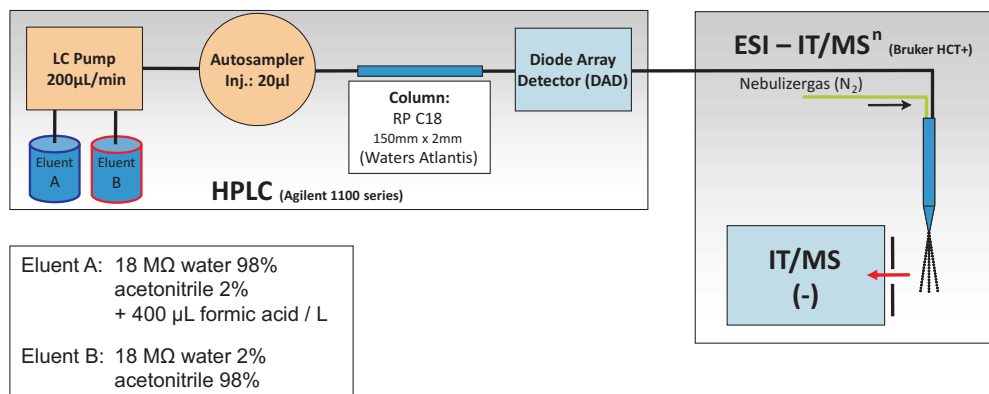 LC Pump
200µL/min
Eluent
A
Eluent
B
Autosampler
Inj.: 20µl
Column:
RP C18
150mm x 2mm
(Waters Atlantis)
Diode Array
Detector (DAD)
HPLC (Agilent 1100 series)
ESI – IT/MSⁿ (Bruker HCT+)
Nebulizergas (N₂)
IT/MS
(-)
Eluent A: 18 MΩ water 98%
acetonitrile 2%
+ 400 µL formic acid / L
Eluent B: 18 MΩ water 2%
acetonitrile 98%